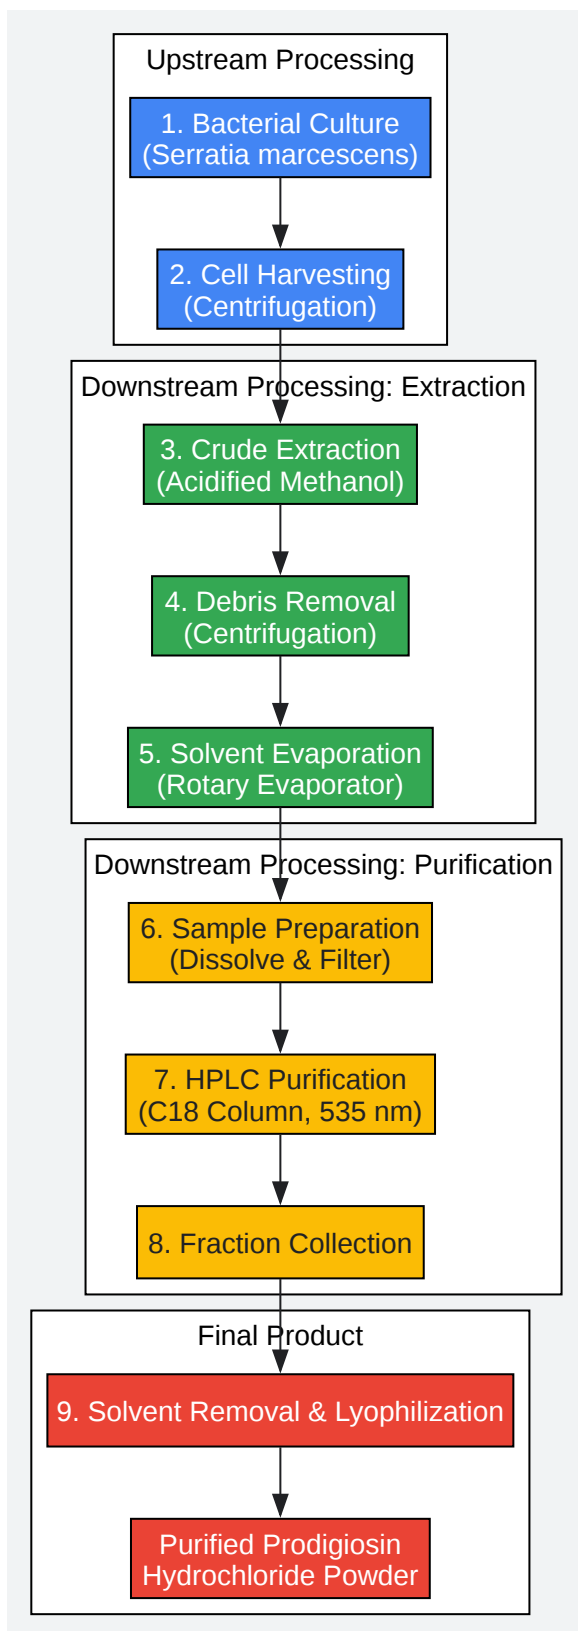 Upstream Processing
1. Bacterial Culture
(Serratia marcescens)
2. Cell Harvesting
(Centrifugation)
Downstream Processing: Extraction
3. Crude Extraction
(Acidified Methanol)
4. Debris Removal
(Centrifugation)
5. Solvent Evaporation
(Rotary Evaporator)
Downstream Processing: Purification
6. Sample Preparation
(Dissolve & Filter)
7. HPLC Purification
(C18 Column, 535 nm)
8. Fraction Collection
Final Product
9. Solvent Removal & Lyophilization
Purified Prodigiosin
Hydrochloride Powder